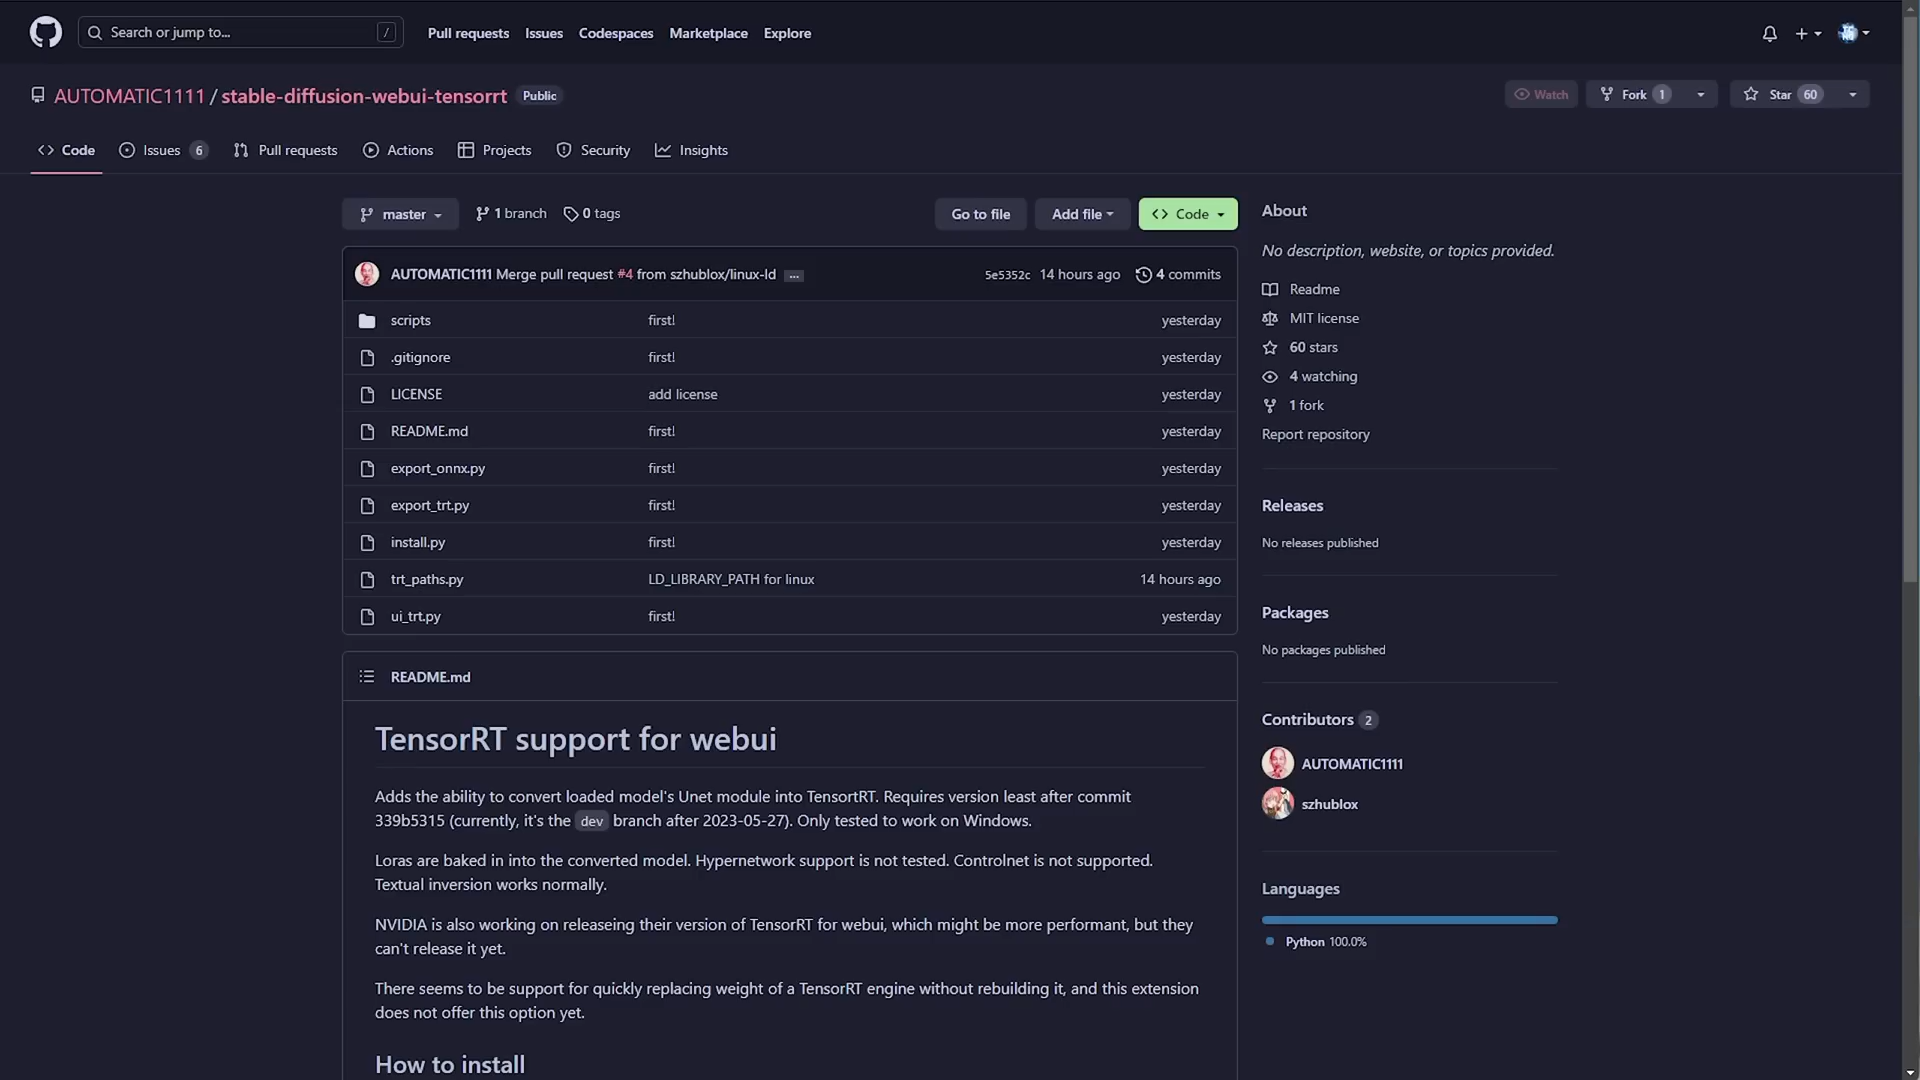 Search or jump to...
/
Pull requests
Issues
Codespaces
Marketplace
Explore
AUTOMATIC1111 / stable-diffusion-webui-tensorrt
Public
Watch
Fork 1
Star 60
Code
Issues 6
Pull requests
Actions
Projects
Security
Insights
master
1 branch
0 tags
Go to file
Add file
Code
AUTOMATIC1111 Merge pull request #4 from szhublox/linux-ld ...
5e5352c 14 hours ago
4 commits
scripts first! yesterday
.gitignore first! yesterday
LICENSE add license yesterday
README.md first! yesterday
export_onnx.py first! yesterday
export_trt.py first! yesterday
install.py first! yesterday
trt_paths.py LD_LIBRARY_PATH for linux 14 hours ago
ui_trt.py first! yesterday
README.md
TensorRT support for webui
Adds the ability to convert loaded model's Unet module into TensortRT. Requires version least after commit
339b5315 (currently, it's the dev branch after 2023-05-27). Only tested to work on Windows.
Loras are baked in into the converted model. Hypernetwork support is not tested. Controlnet is not supported.
Textual inversion works normally.
NVIDIA is also working on releaseing their version of TensorRT for webui, which might be more performant, but they
can't release it yet.
There seems to be support for quickly replacing weight of a TensorRT engine without rebuilding it, and this extension
does not offer this option yet.
How to install
About
No description, website, or topics provided.
Readme
MIT license
60 stars
4 watching
1 fork
Report repository
Releases
No releases published
Packages
No packages published
Contributors 2
AUTOMATIC1111
szhublox
Languages
Python 100.0%